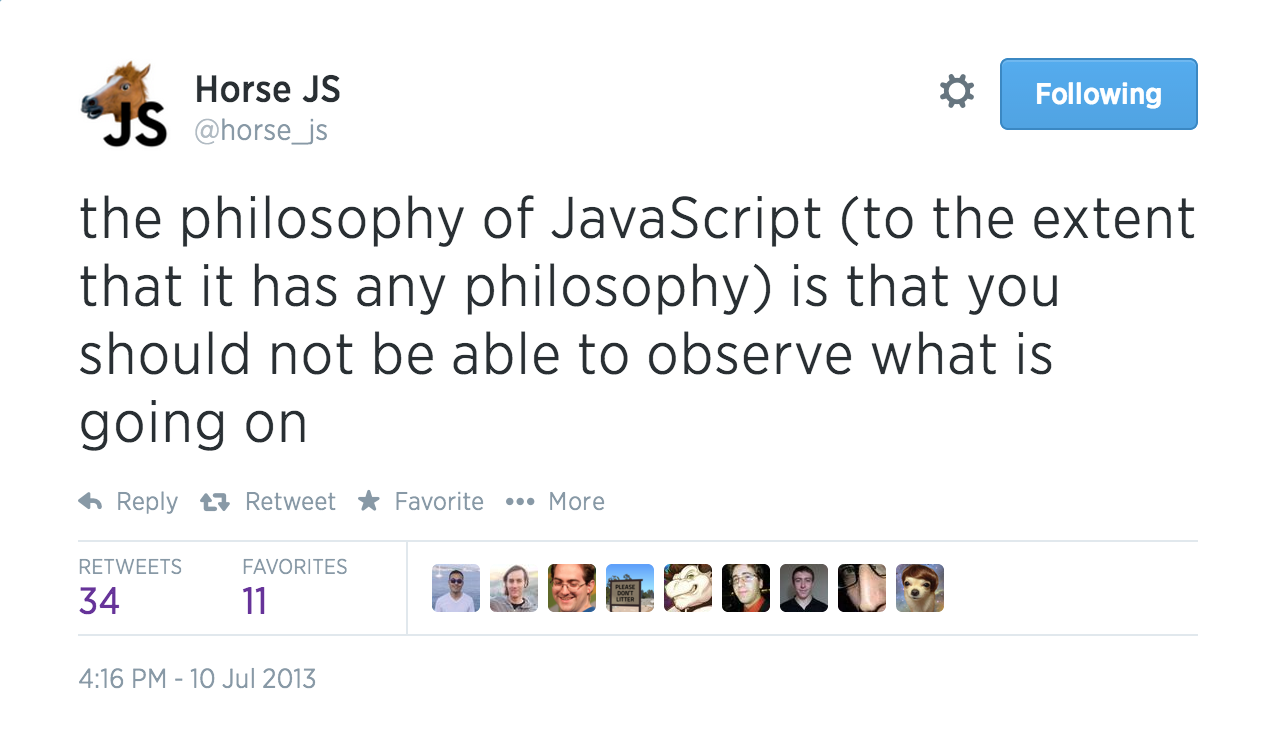 JS
Horse JS
@horse_js
Following
the philosophy of JavaScript (to the extent
that it has any philosophy) is that you
should not be able to observe what is
going on
Reply Retweet Favorite More
RETWEETS FAVORITES
34 11
PLEASE
DON'T
LITTER
4:16 PM - 10 Jul 2013